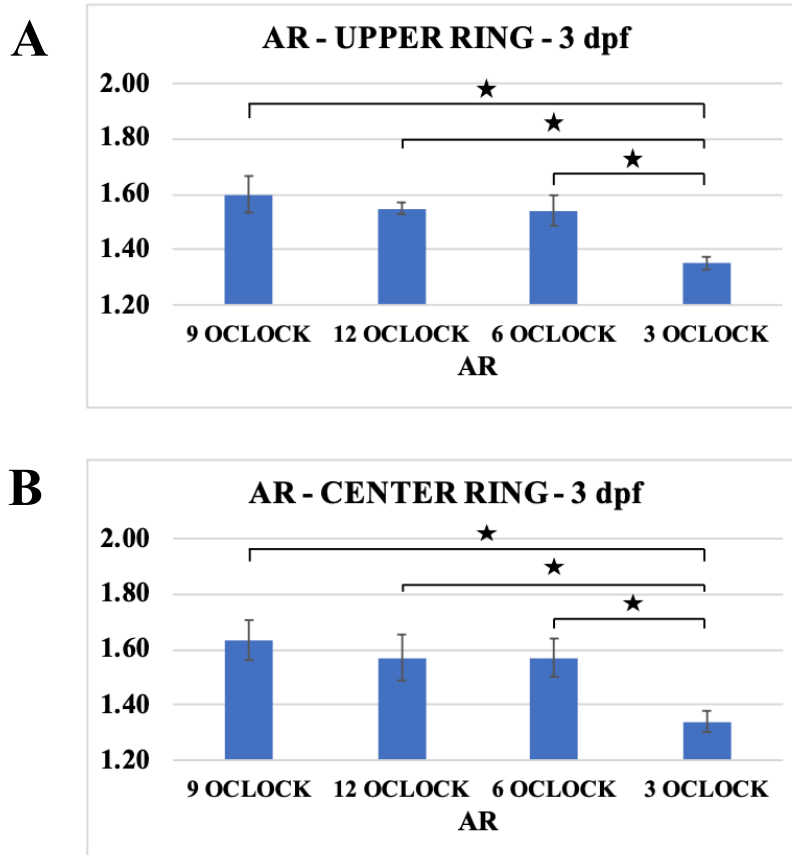 A
AR - UPPER RING - 3 dpf
2.00
1.80
1.60
1.40
1.20
9 OCLOCK 12 OCLOCK 6 OCLOCK 3 OCLOCK
AR
B
AR - CENTER RING - 3 dpf
2.00
1.80
1.60
1.40
1.20
9 OCLOCK 12 OCLOCK 6 OCLOCK 3 OCLOCK
AR